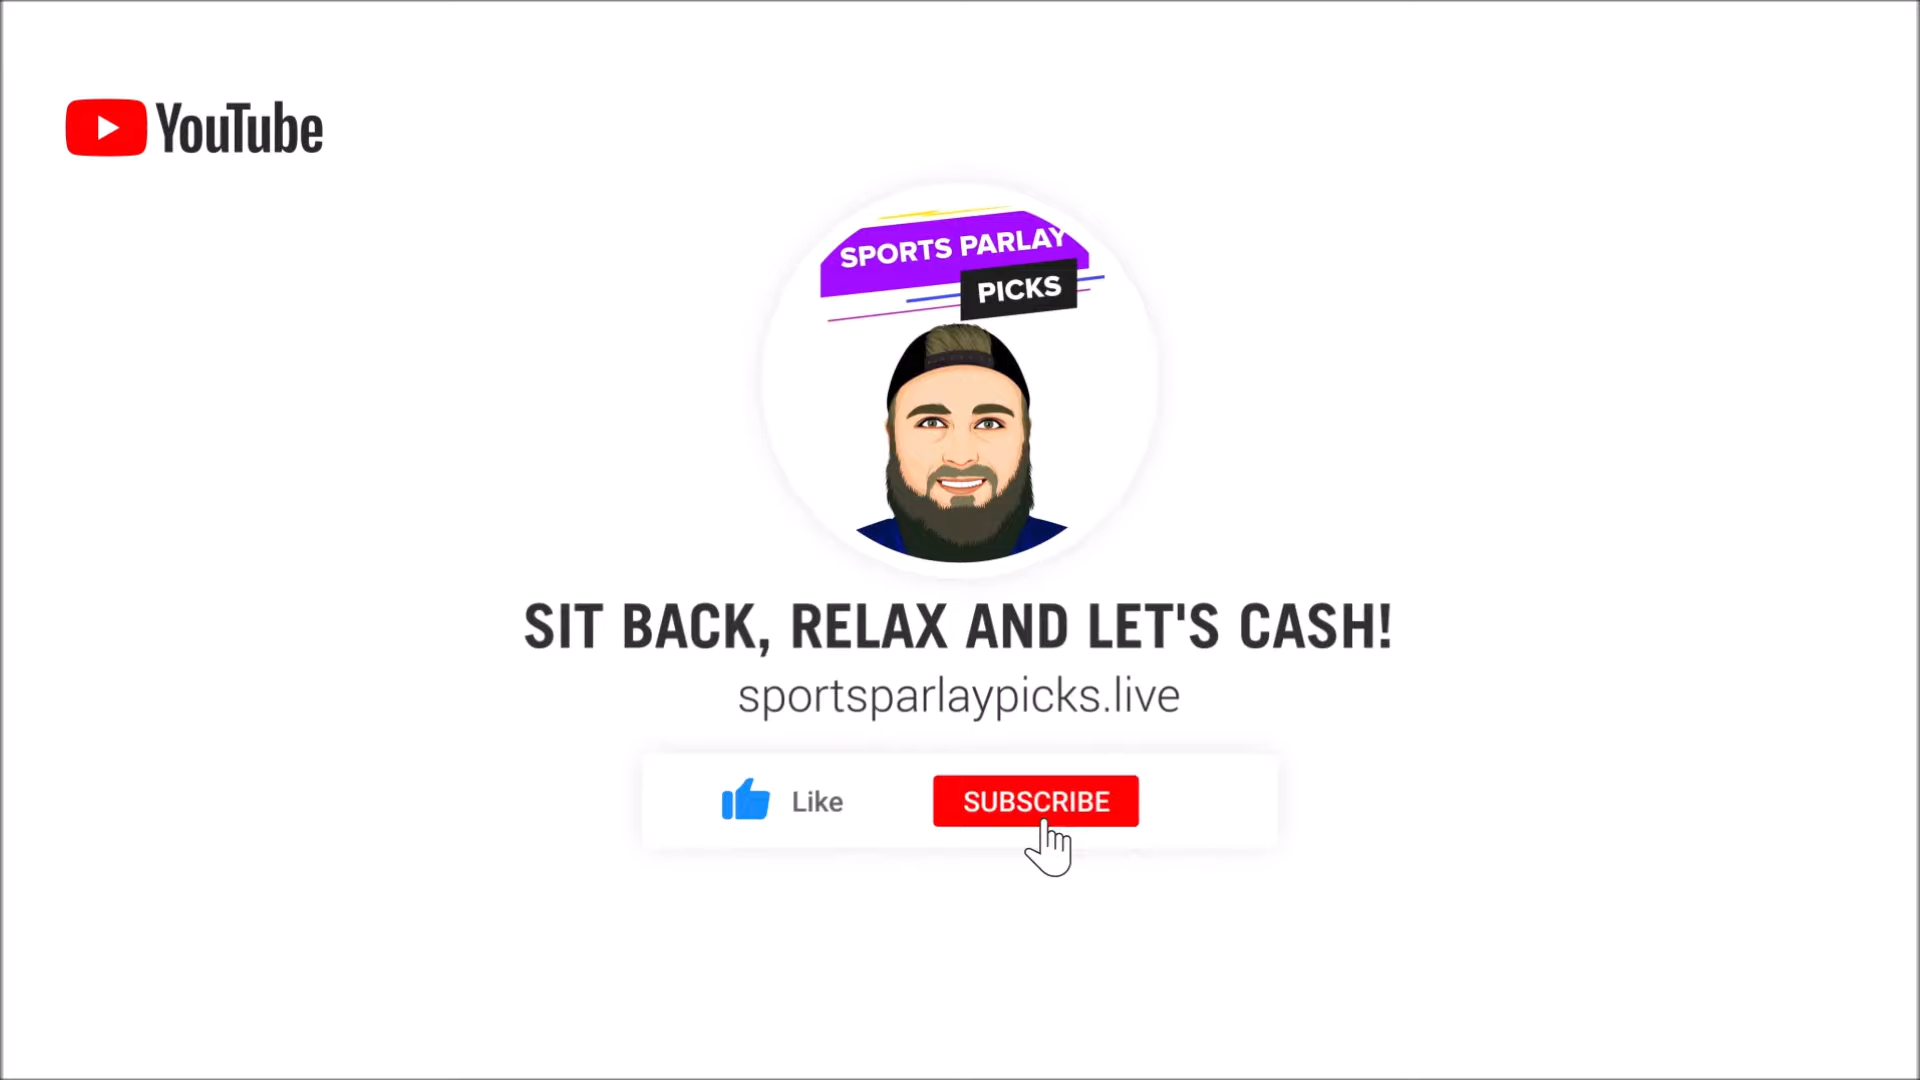 YouTube
SPORTS PARLAY
PICKS
SIT BACK, RELAX AND LET'S CASH!
sportsparlaypicks.live
Like
SUBSCRIBE